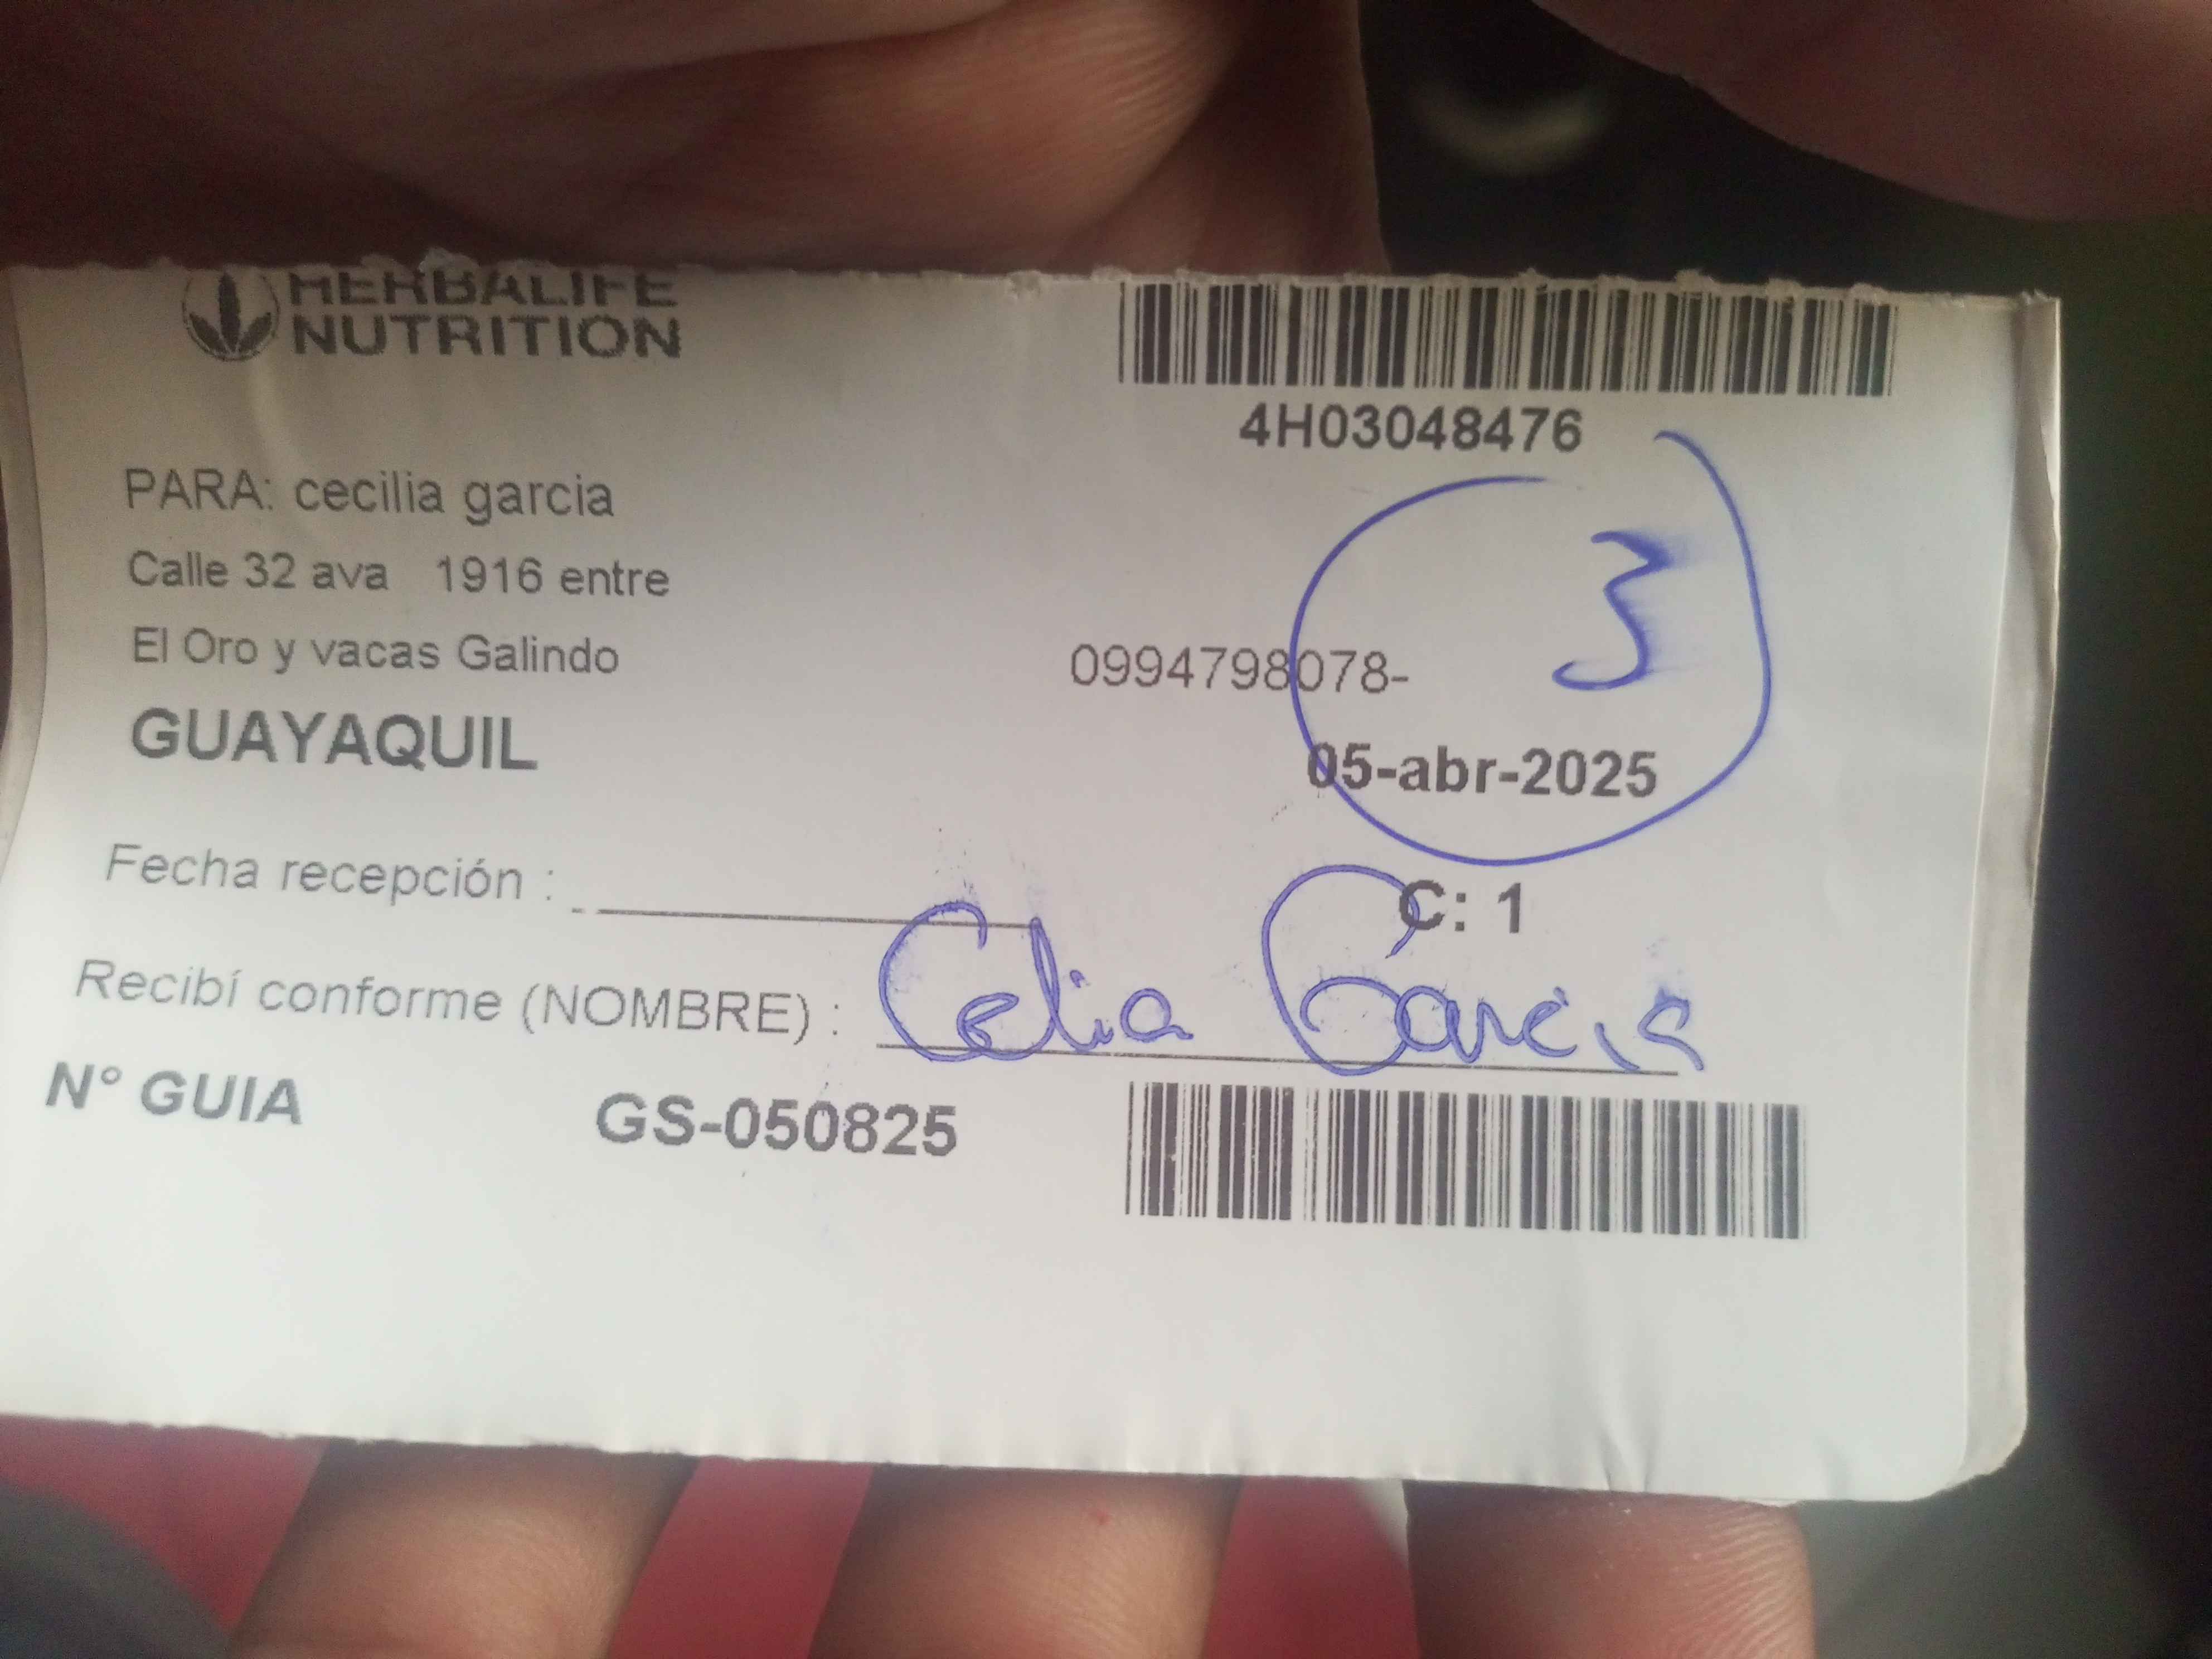 HERBALIFE
NUTRITION
4H03048476
PARA: cecilia garcia
Calle 32 ava 1916 entre
El Oro y vacas Galindo
0994798078-
3
GUAYAQUIL
05-abr-2025
Fecha recepción :
C: 1
Recibí conforme (NOMBRE) : Celia Garcia
N° GUIA GS-050825